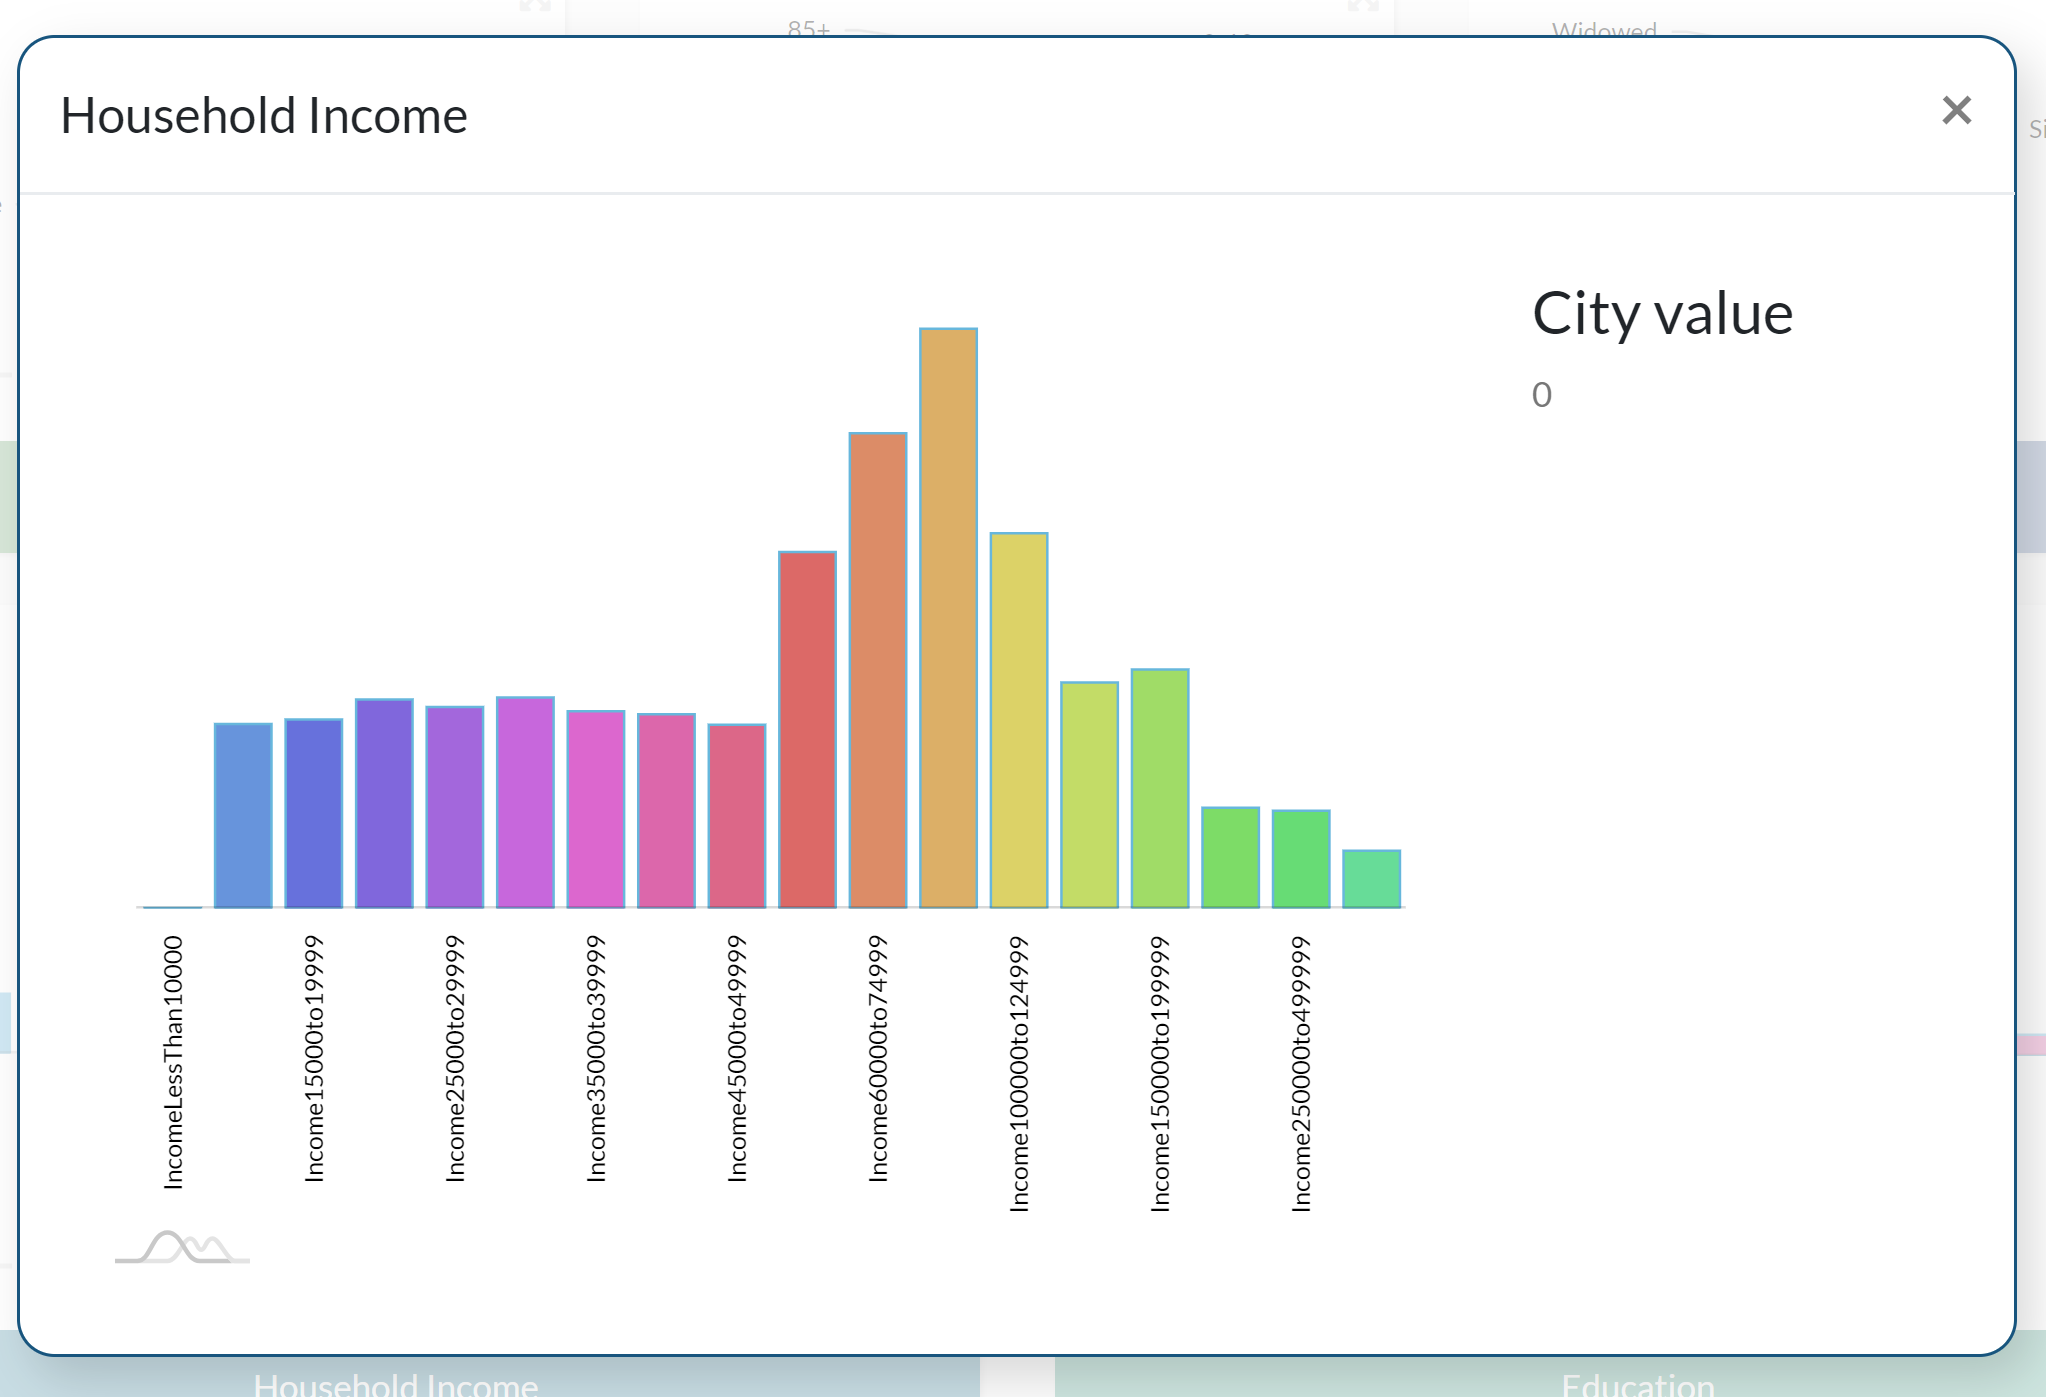 85+
Widowed
Household Income
City value
0
IncomeLessThan10000
Income15000to19999
Income25000to29999
Income35000to39999
Income45000to49999
Income60000to74999
Income100000to124999
Income150000to199999
Income250000to499999
Household Income
Education